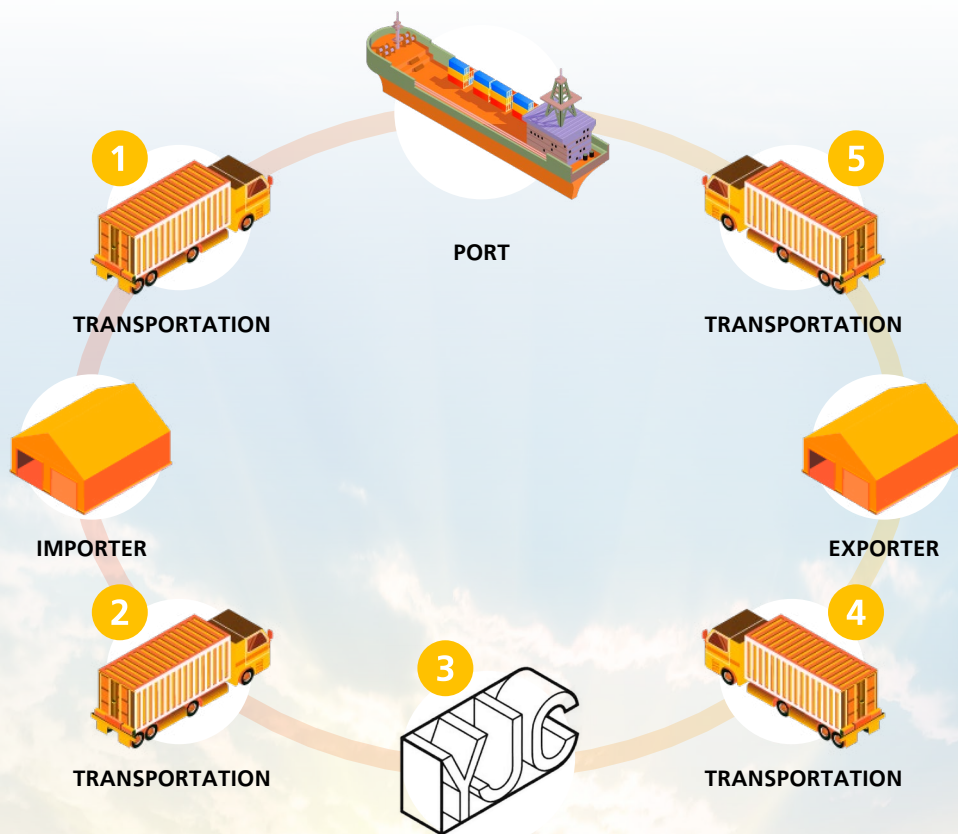 1
5
PORT
TRANSPORTATION
TRANSPORTATION
IMPORTER
EXPORTER
2
4
3
YJC
TRANSPORTATION
TRANSPORTATION